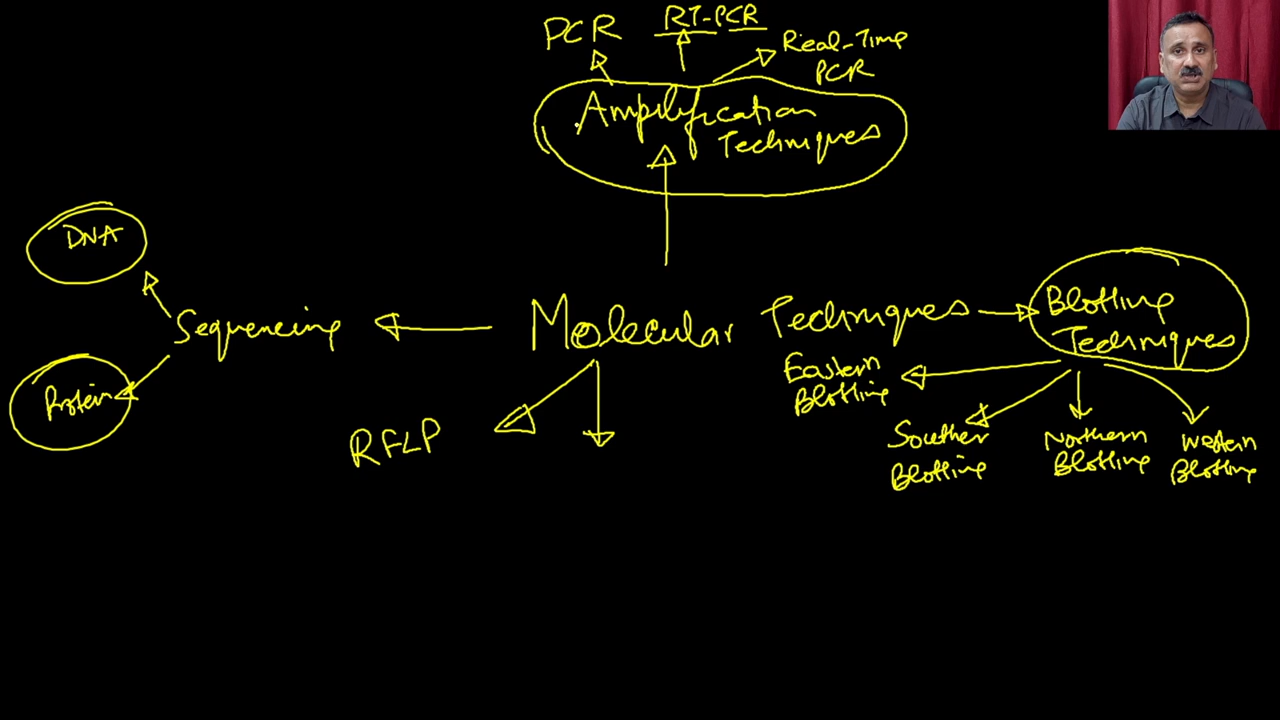 PCR
RT-PCR
Real-Time
PCR
Amplification
Techniques
DNA
Sequencing
Protein
Molecular Techniques
Blotting
Techniques
Eastern
Blotting
Souther
Blotting
Northern
Blotting
Western
Blotting
RFLP